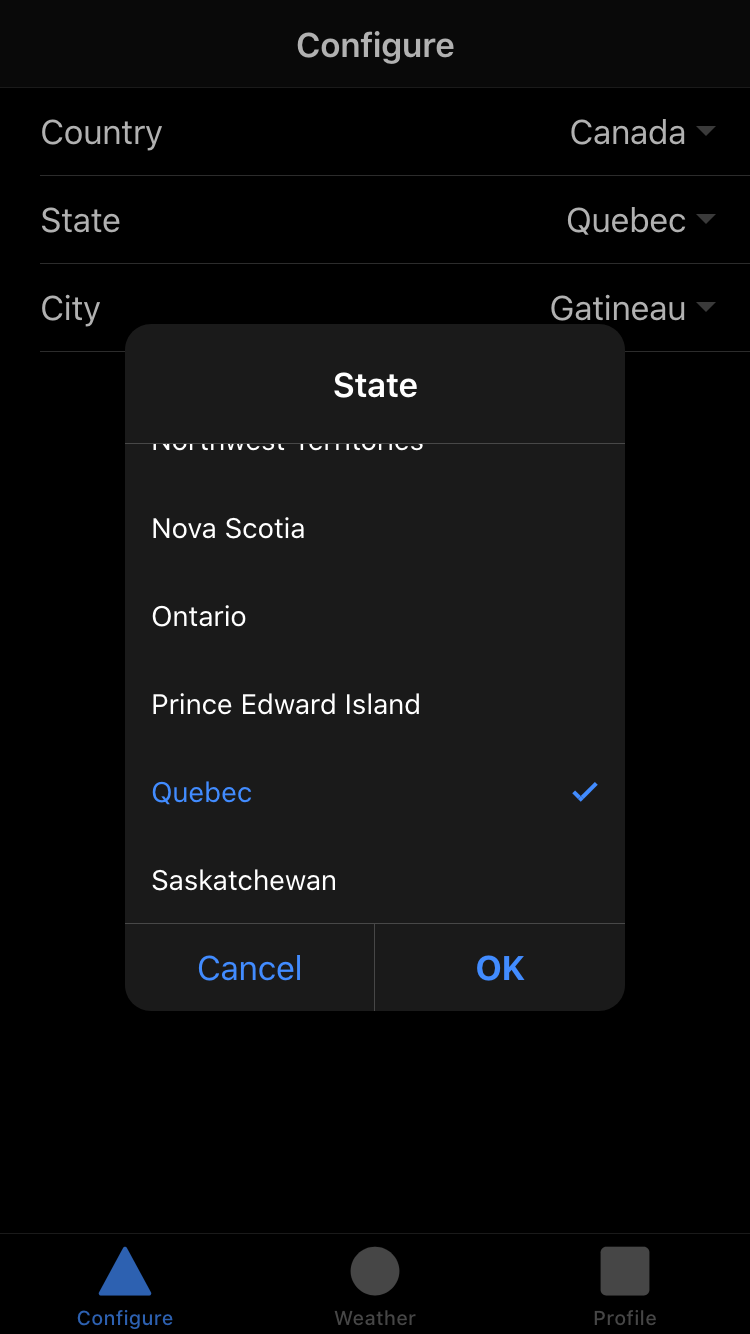 Configure
Country Canada
State Quebec
City Gatineau
State
Northwest Territories
Nova Scotia
Ontario
Prince Edward Island
Quebec
Saskatchewan
Cancel OK
Configure Weather Profile